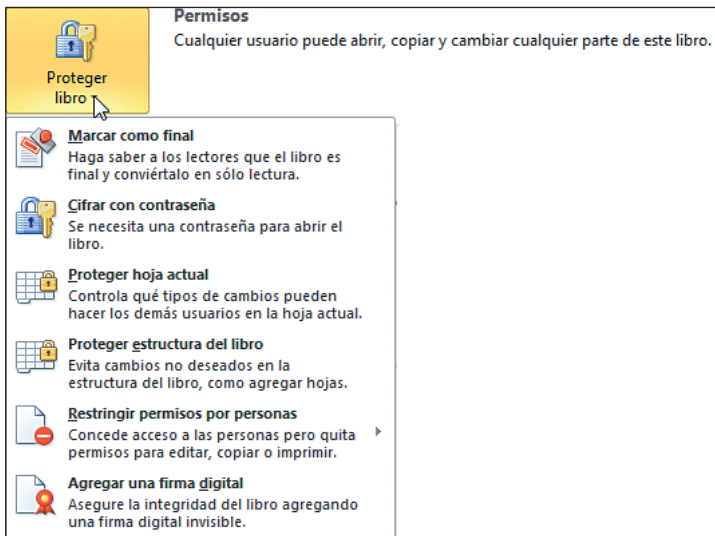 Permisos
Cualquier usuario puede abrir, copiar y cambiar cualquier parte de este libro.
Proteger
libro
Marcar como final
Haga saber a los lectores que el libro es
final y conviértalo en sólo lectura.
Cifrar con contraseña
Se necesita una contraseña para abrir el
libro.
Proteger hoja actual
Controla qué tipos de cambios pueden
hacer los demás usuarios en la hoja actual.
Proteger estructura del libro
Evita cambios no deseados en la
estructura del libro, como agregar hojas.
Restringir permisos por personas
Concede acceso a las personas pero quita
permisos para editar, copiar o imprimir.
Agregar una firma digital
Asegure la integridad del libro agregando
una firma digital invisible.